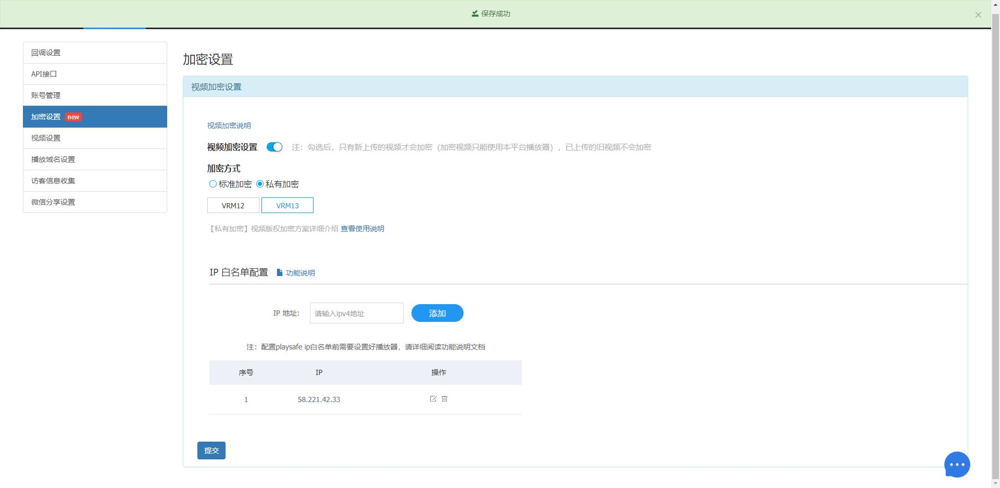 保存成功
×
回调设置
API接口
账号管理
加密设置 new
视频设置
播放域名设置
访客信息收集
微信分享设置
加密设置
视频加密设置
视频加密说明
视频加密设置 注：勾选后，只有新上传的视频才会加密（加密视频只能使用本平台播放器），已上传的旧视频不会加密
加密方式
标准加密 私有加密
VRM12 VRM13
【私有加密】视频版权加密方案详细介绍 查看使用说明
IP 白名单配置 功能说明
IP 地址: 请输入ipv4地址 添加
注：配置playsafe ip白名单前需要设置好播放器，请详细阅读功能说明文档
序号 IP 操作
1 58.221.42.33
提交